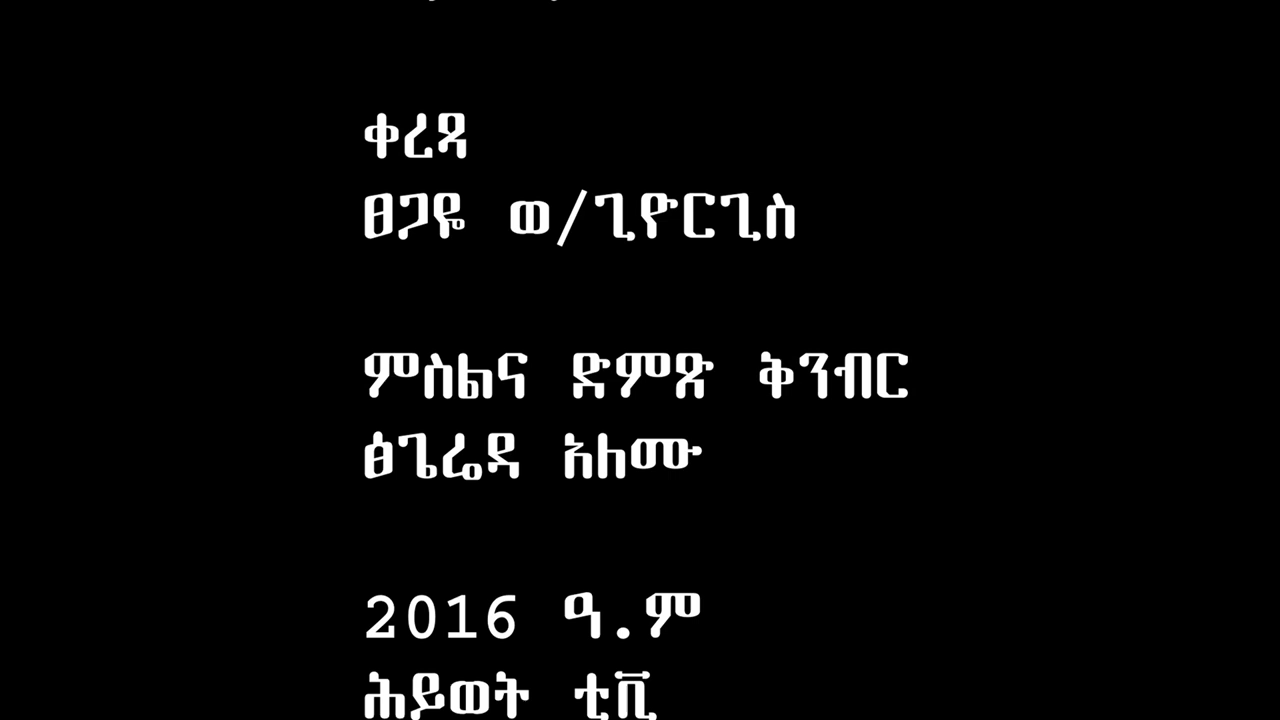 ቀረጻ
ፀጋዬ ወ/ጊዮርጊስ
ምስልና ድምጽ ቅንብር
ፅጌሬዳ አለሙ
2016 ዓ.ም
ሕይወት ቲቪ